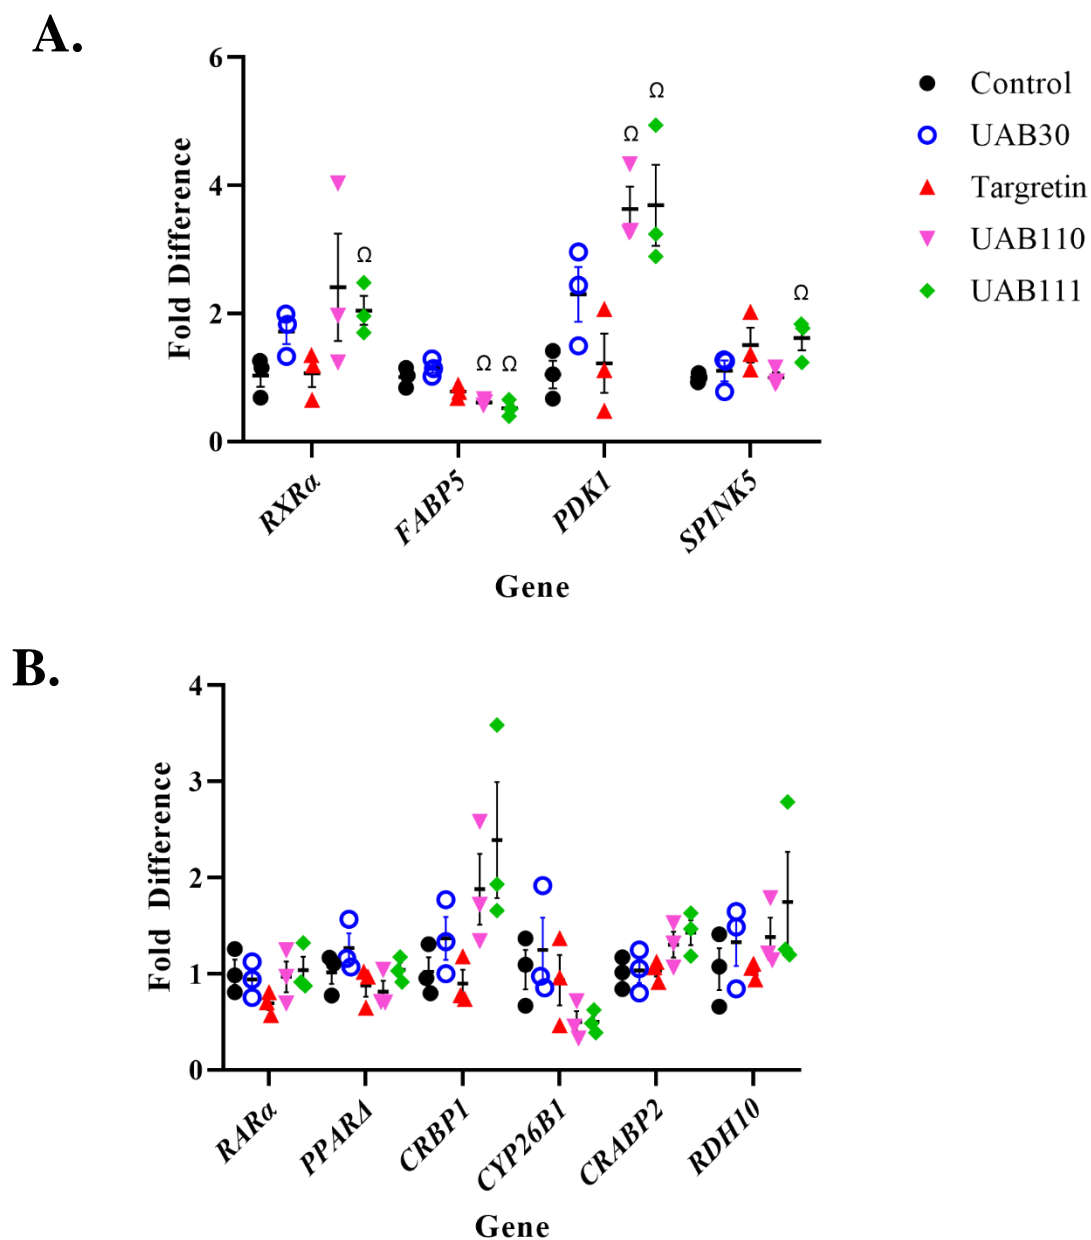 A.
6
4
2
0
Fold Difference
Ω
Ω Ω
Ω
Ω
Ω
RXRα
FABP5
PDK1
SPINK5
Gene
Control
UAB30
Targretin
UAB110
UAB111
B.
4
3
2
1
0
Fold Difference
RARα
PPARΔ
CRBP1
CYP26B1
CRABP2
RDH10
Gene